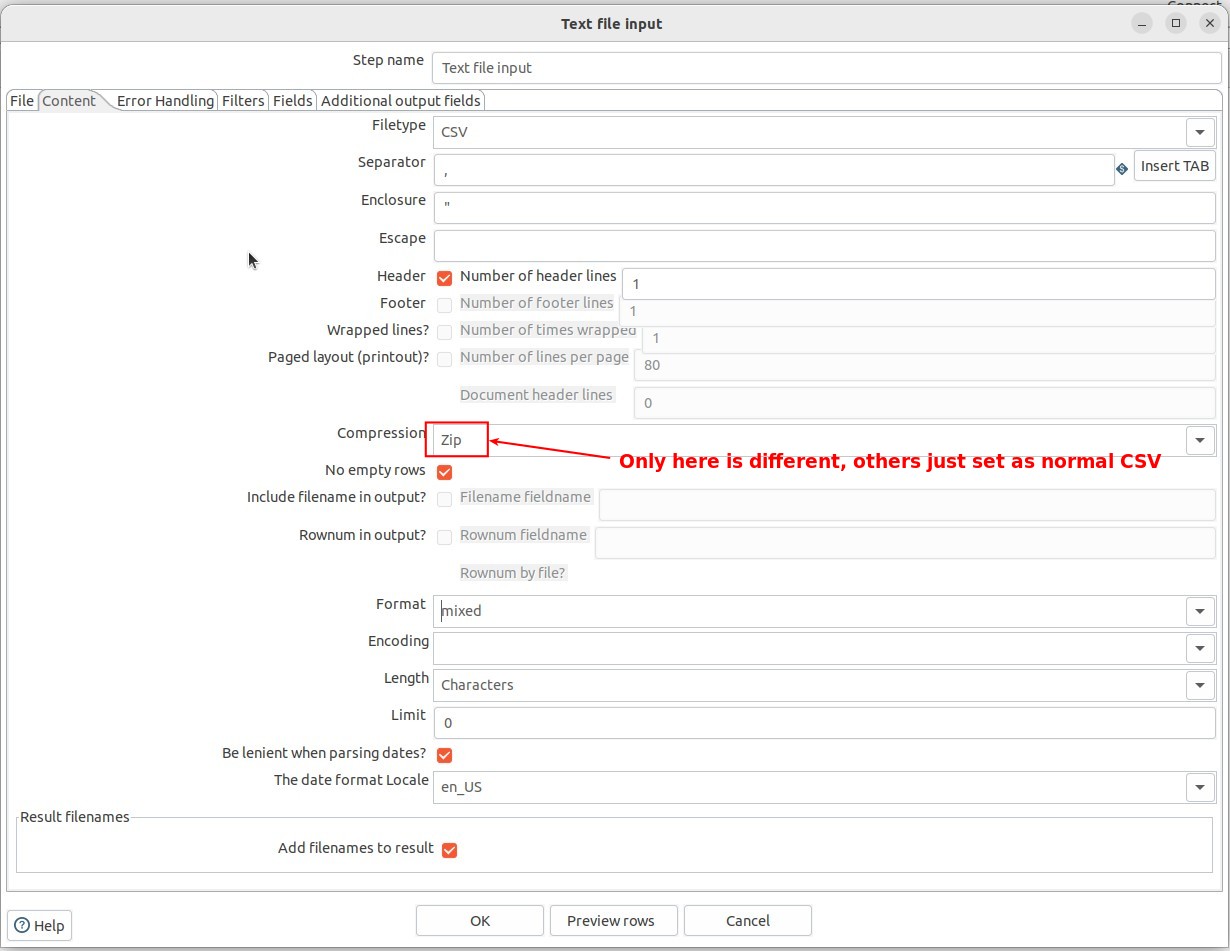 Text file input
Step name Text file input
File Content Error Handling Filters Fields Additional output fields
Filetype CSV
Separator , Insert TAB
Enclosure "
Escape
Header Number of header lines 1
Footer Number of footer lines 1
Wrapped lines? Number of times wrapped 1
Paged layout (printout)? Number of lines per page 80
Document header lines 0
Compression Zip
Only here is different, others just set as normal CSV
No empty rows
Include filename in output? Filename fieldname
Rownum in output? Rownum fieldname
Rownum by file?
Format mixed
Encoding
Length Characters
Limit 0
Be lenient when parsing dates?
The date format Locale en_US
Result filenames
Add filenames to result
Help OK Preview rows Cancel